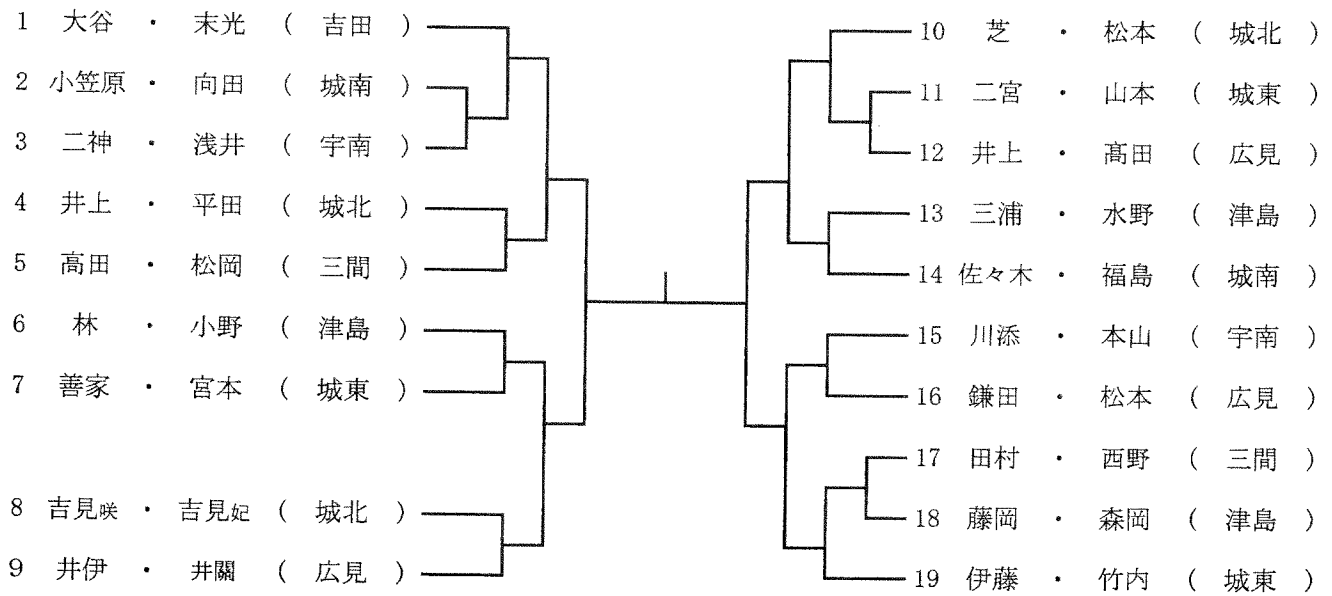 1 大谷 ・ 末光 ( 吉田 )
2 小笠原 ・ 向田 ( 城南 )
3 二神 ・ 浅井 ( 宇南 )
4 井上 ・ 平田 ( 城北 )
5 高田 ・ 松岡 ( 三間 )
6 林 ・ 小野 ( 津島 )
7 善家 ・ 宮本 ( 城東 )
8 吉見咲 ・ 吉見妃 ( 城北 )
9 井伊 ・ 井關 ( 広見 )
10 芝 ・ 松本 ( 城北 )
11 二宮 ・ 山本 ( 城東 )
12 井上 ・ 髙田 ( 広見 )
13 三浦 ・ 水野 ( 津島 )
14 佐々木 ・ 福島 ( 城南 )
15 川添 ・ 本山 ( 宇南 )
16 鎌田 ・ 松本 ( 広見 )
17 田村 ・ 西野 ( 三間 )
18 藤岡 ・ 森岡 ( 津島 )
19 伊藤 ・ 竹内 ( 城東 )